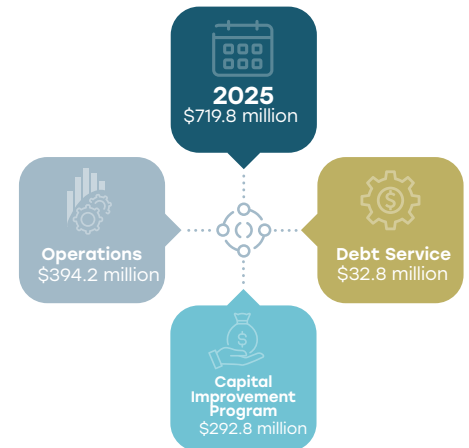 2025
$719.8 million
Operations
$394.2 million
Debt Service
$32.8 million
Capital
Improvement
Program
$292.8 million